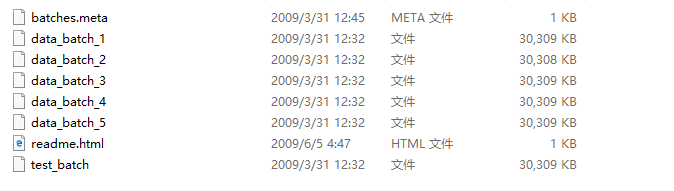 batches.meta 2009/3/31 12:45 META 文件 1 KB
data_batch_1 2009/3/31 12:32 文件 30,309 KB
data_batch_2 2009/3/31 12:32 文件 30,308 KB
data_batch_3 2009/3/31 12:32 文件 30,309 KB
data_batch_4 2009/3/31 12:32 文件 30,309 KB
data_batch_5 2009/3/31 12:32 文件 30,309 KB
readme.html 2009/6/5 4:47 HTML 文件 1 KB
test_batch 2009/3/31 12:32 文件 30,309 KB